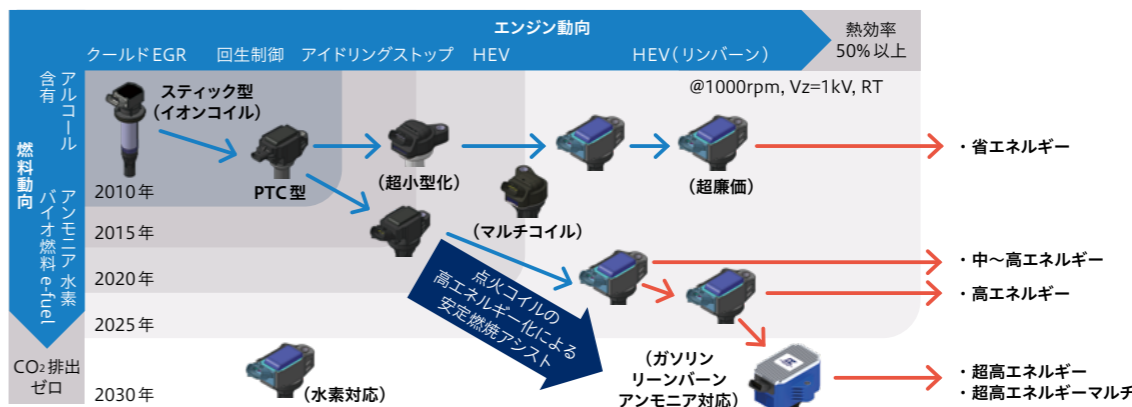 エンジン動向
クールドEGR
回生制御
アイドリングストップ
HEV
HEV(リンバーン)
熱効率
50%以上
燃料動向
アルコール
含有
アンモニア 水素
バイオ燃料 e-fuel
CO2排出
ゼロ
@1000rpm, Vz=1kV, RT
スティック型
(イオンコイル)
PTC型
(超小型化)
(超廉価)
(マルチコイル)
2010年
2015年
2020年
2025年
2030年
点火コイルの
高エネルギー化による
安定燃焼アシスト
(水素対応)
(ガソリン
リーンバーン
アンモニア対応)
・省エネルギー
・中〜高エネルギー
・高エネルギー
・超高エネルギー
・超高エネルギーマルチ